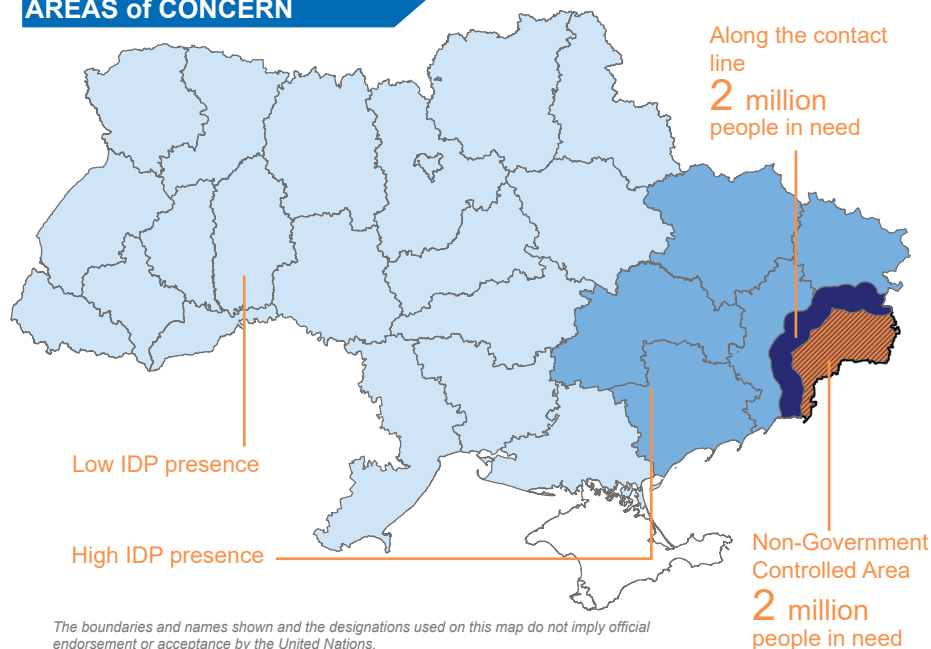 AREAS of CONCERN
Along the contact
line
2 million
people in need
Low IDP presence
High IDP presence
Non-Government
Controlled Area
2 million
people in need
The boundaries and names shown and the designations used on this map do not imply official
endorsement or acceptance by the United Nations.